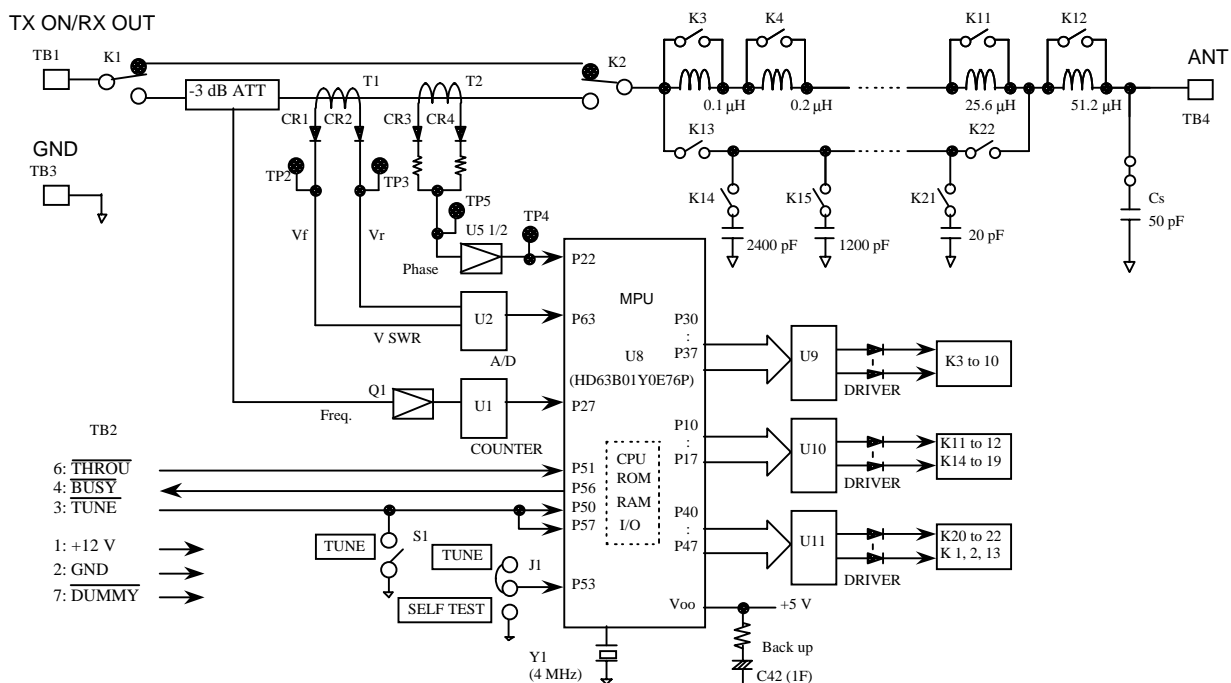 TX ON/RX OUT
TB1
K1
K2
K3
K4
K11
K12
ANT
-3 dB ATT
T1
T2
0.1 µH
0.2 µH
25.6 µH
51.2 µH
TB4
CR1
CR2
CR3
CR4
K13
K22
GND
TB3
TP2
TP3
TP5
TP4
U5 1/2
K14
K15
K21
Cs
50 pF
2400 pF
1200 pF
20 pF
Vf
Vr
Phase
P22
MPU
V SWR
U2
A/D
P63
U8
(HD63B01Y0E76P)
P30
:
P37
U9
DRIVER
K3 to 10
Q1
Freq.
U1
COUNTER
P27
P10
:
P17
U10
DRIVER
K11 to 12
K14 to 19
TB2
6: THROU
4: BUSY
3: TUNE
P51
P56
P50
P57
CPU
ROM
RAM
I/O
P40
:
P47
U11
DRIVER
K20 to 22
K 1, 2, 13
1: +12 V
2: GND
7: DUMMY
TUNE
S1
TUNE
J1
SELF TEST
P53
Voo
+5 V
Back up
C42 (1F)
Y1
(4 MHz)